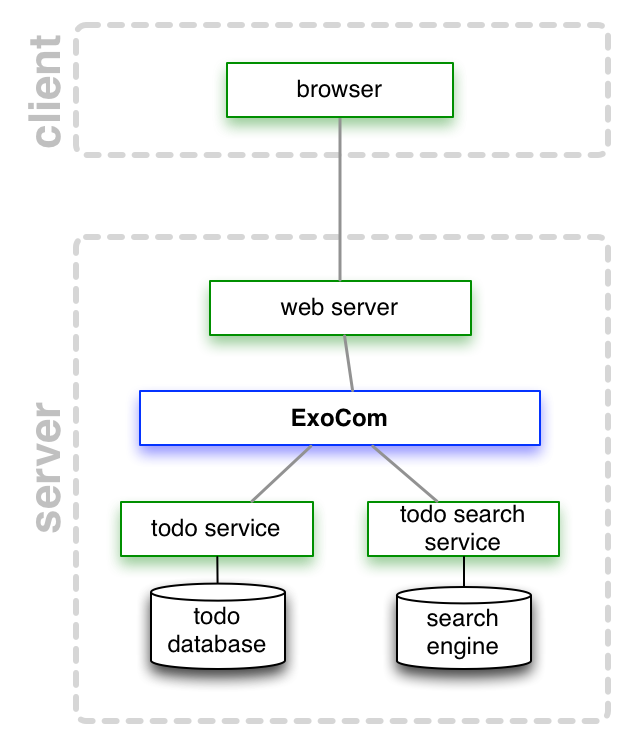 client
browser
server
web server
ExoCom
todo service
todo search
service
todo
database
search
engine